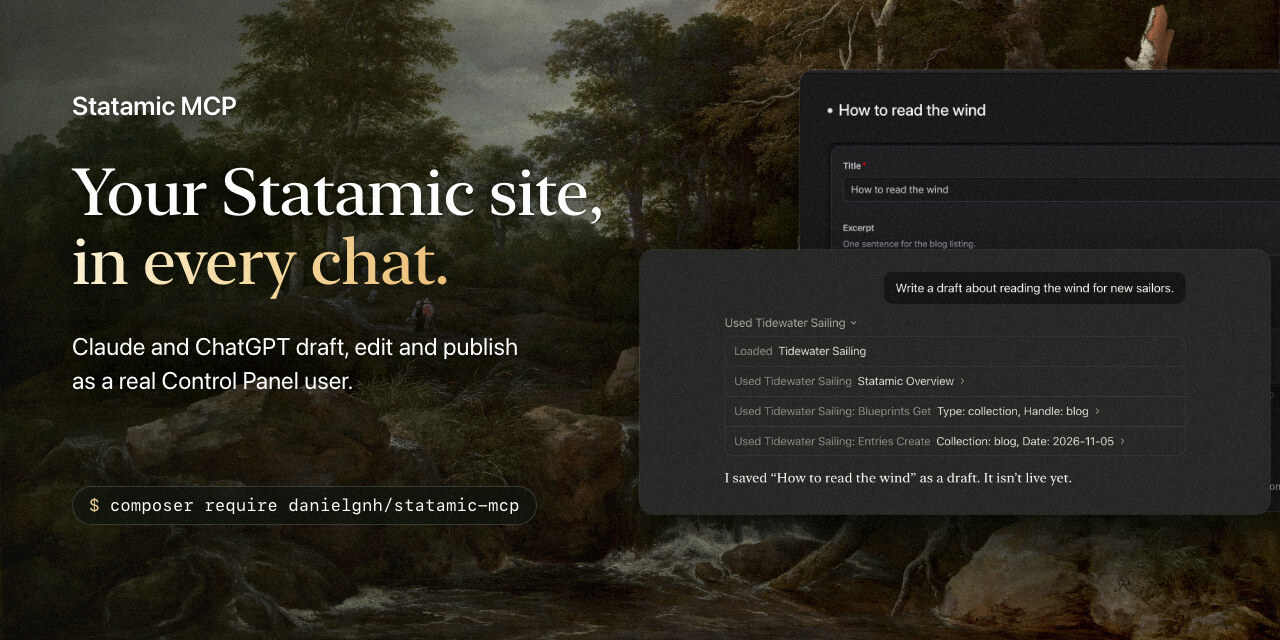 Statamic MCP
Your Statamic site,
in every chat.
Claude and ChatGPT draft, edit and publish
as a real Control Panel user.
$ composer require danielgnh/statamic-mcp
• How to read the wind
Title*
How to read the wind
Excerpt
One sentence for the blog listing.
Write a draft about reading the wind for new sailors.
Used Tidewater Sailing
Loaded Tidewater Sailing
Used Tidewater Sailing Statamic Overview ›
Used Tidewater Sailing: Blueprints Get Type: collection, Handle: blog ›
Used Tidewater Sailing: Entries Create Collection: blog, Date: 2026-11-05 ›
I saved “How to read the wind” as a draft. It isn’t live yet.